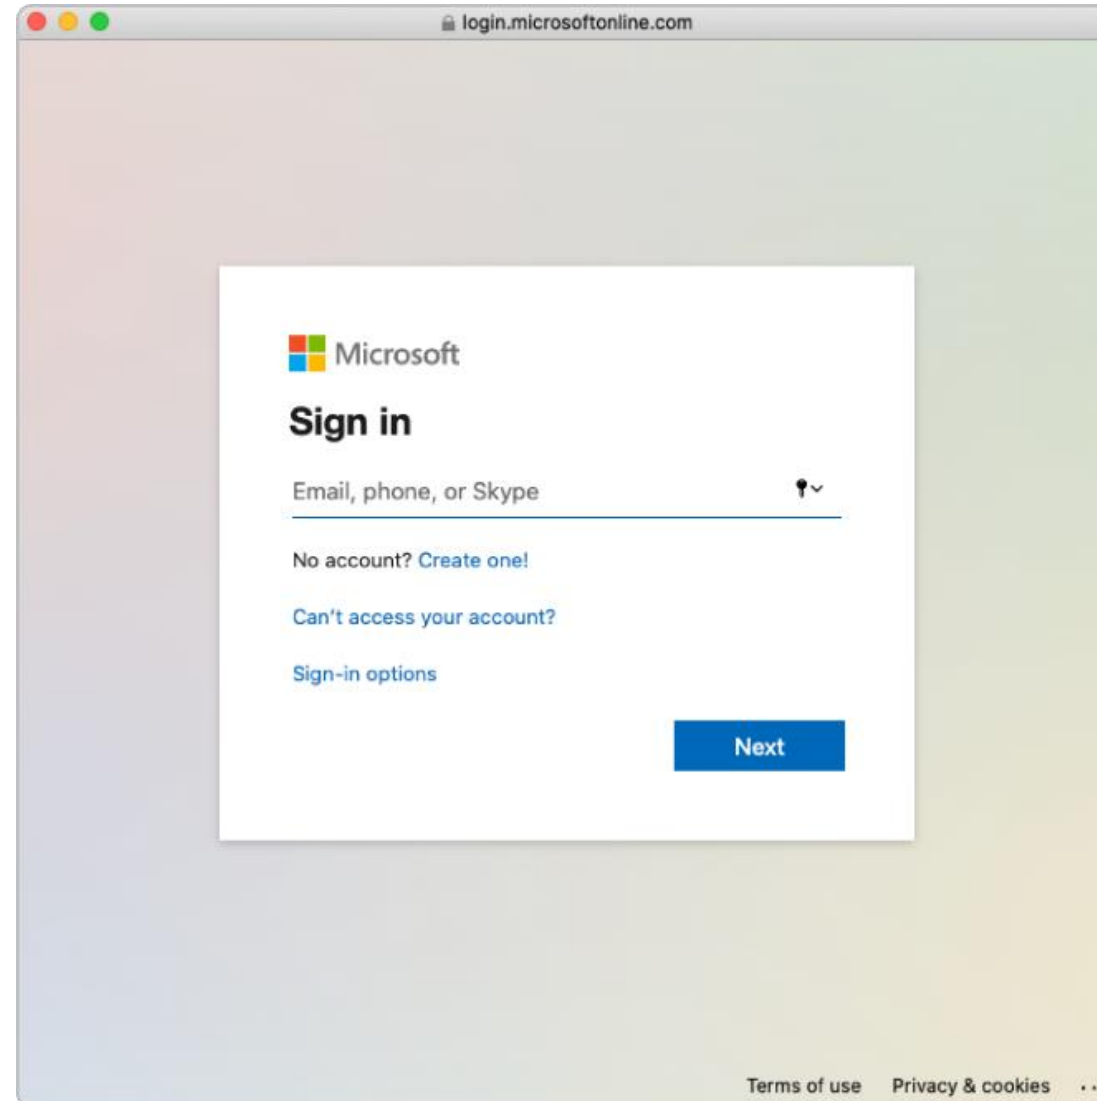 login.microsoftonline.com
Microsoft
Sign in
Email, phone, or Skype
No account? Create one!
Can't access your account?
Sign-in options
Next
Terms of use Privacy & cookies